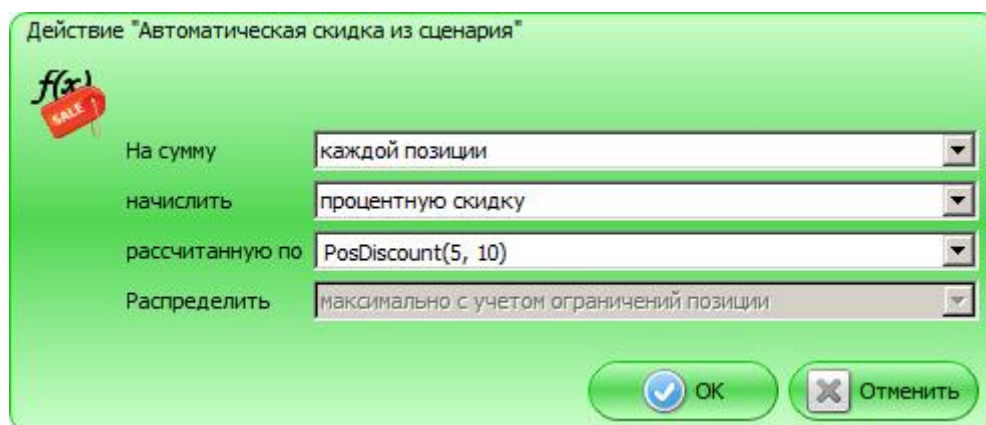 Действие "Автоматическая скидка из сценария"
f(x)
SALE
На сумму каждой позиции
начислить процентную скидку
рассчитанную по PosDiscount(5, 10)
Распределить максимально с учетом ограничений позиции
ОК Отменить